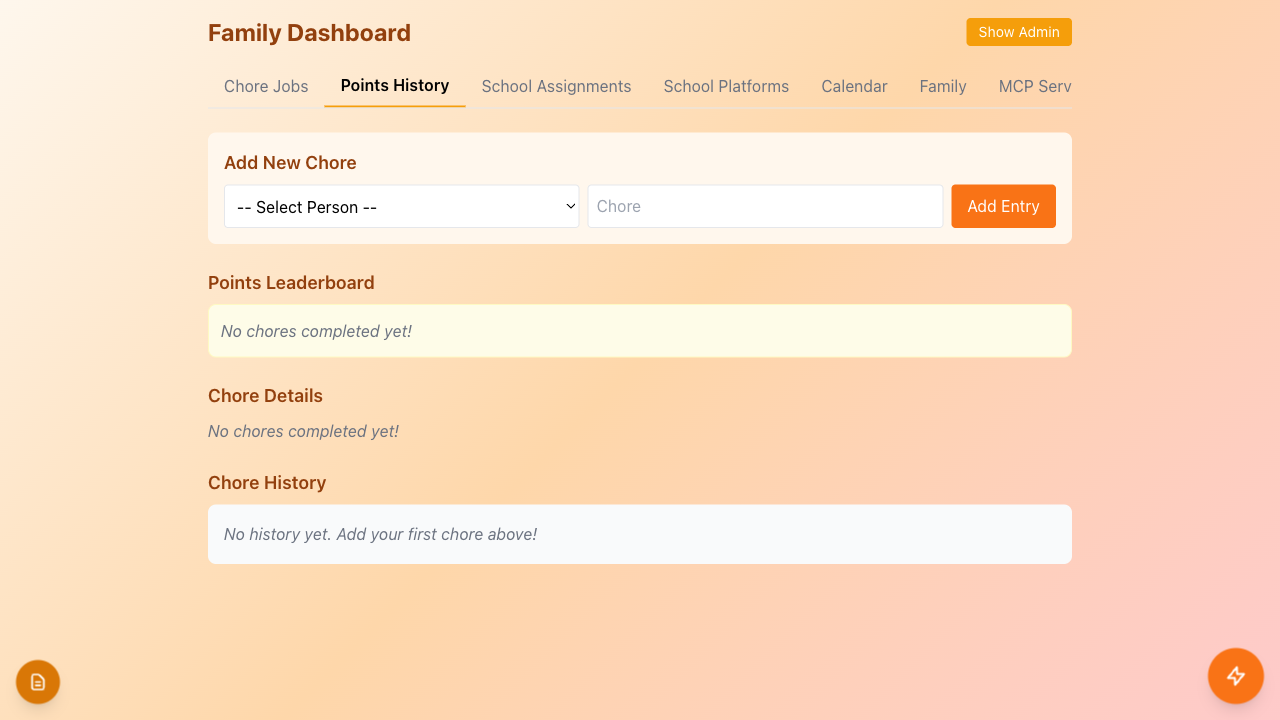 Family Dashboard
Show Admin
Chore Jobs
Points History
School Assignments
School Platforms
Calendar
Family
MCP Serv
Add New Chore
-- Select Person --
Chore
Add Entry
Points Leaderboard
No chores completed yet!
Chore Details
No chores completed yet!
Chore History
No history yet. Add your first chore above!